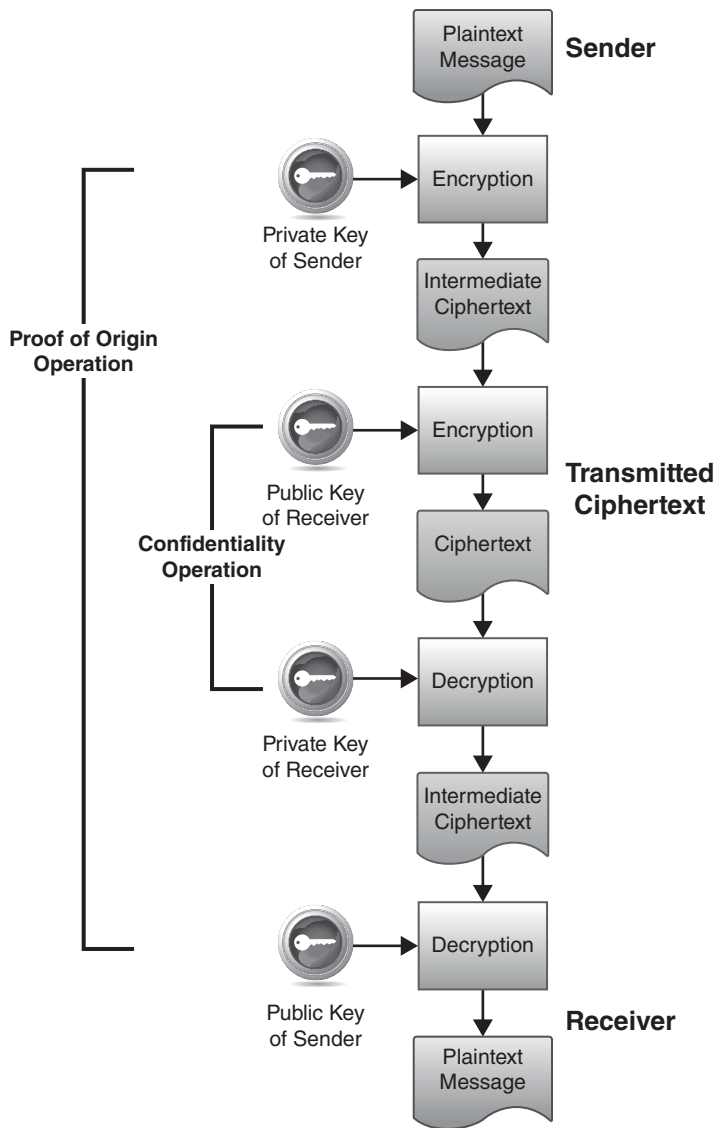 Plaintext
Message
Sender
Encryption
Private Key
of Sender
Intermediate
Ciphertext
Proof of Origin
Operation
Encryption
Public Key
of Receiver
Transmitted
Ciphertext
Confidentiality
Operation
Ciphertext
Decryption
Private Key
of Receiver
Intermediate
Ciphertext
Decryption
Public Key
of Sender
Receiver
Plaintext
Message